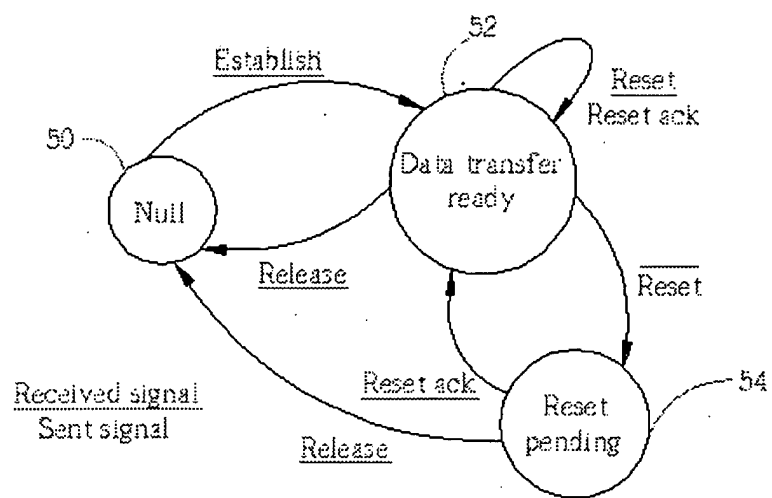 52
Establish
Reset
Reset ack
50
Data transfer
ready
Null
Release
Reset
Reset ack
54
Received signal
Sent signal
Reset
pending
Release